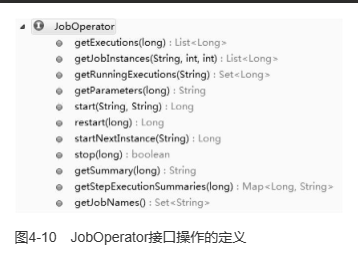 JobOperator
getExecutions(long) : List<Long>
getJobInstances(String, int, int) : List<Long>
getRunningExecutions(String) : Set<Long>
getParameters(long) : String
start(String, String) : Long
restart(long) : Long
startNextInstance(String) : Long
stop(long) : boolean
getSummary(long) : String
getStepExecutionSummaries(long) : Map<Long, String>
getJobNames() : Set<String>
图4-10 JobOperator接口操作的定义